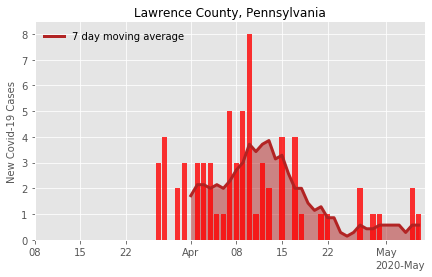 Lawrence County, Pennsylvania
7 day moving average
New Covid-19 Cases
8
7
6
5
4
3
2
1
0
08 15 22 Apr 08 15 22 May
2020-May